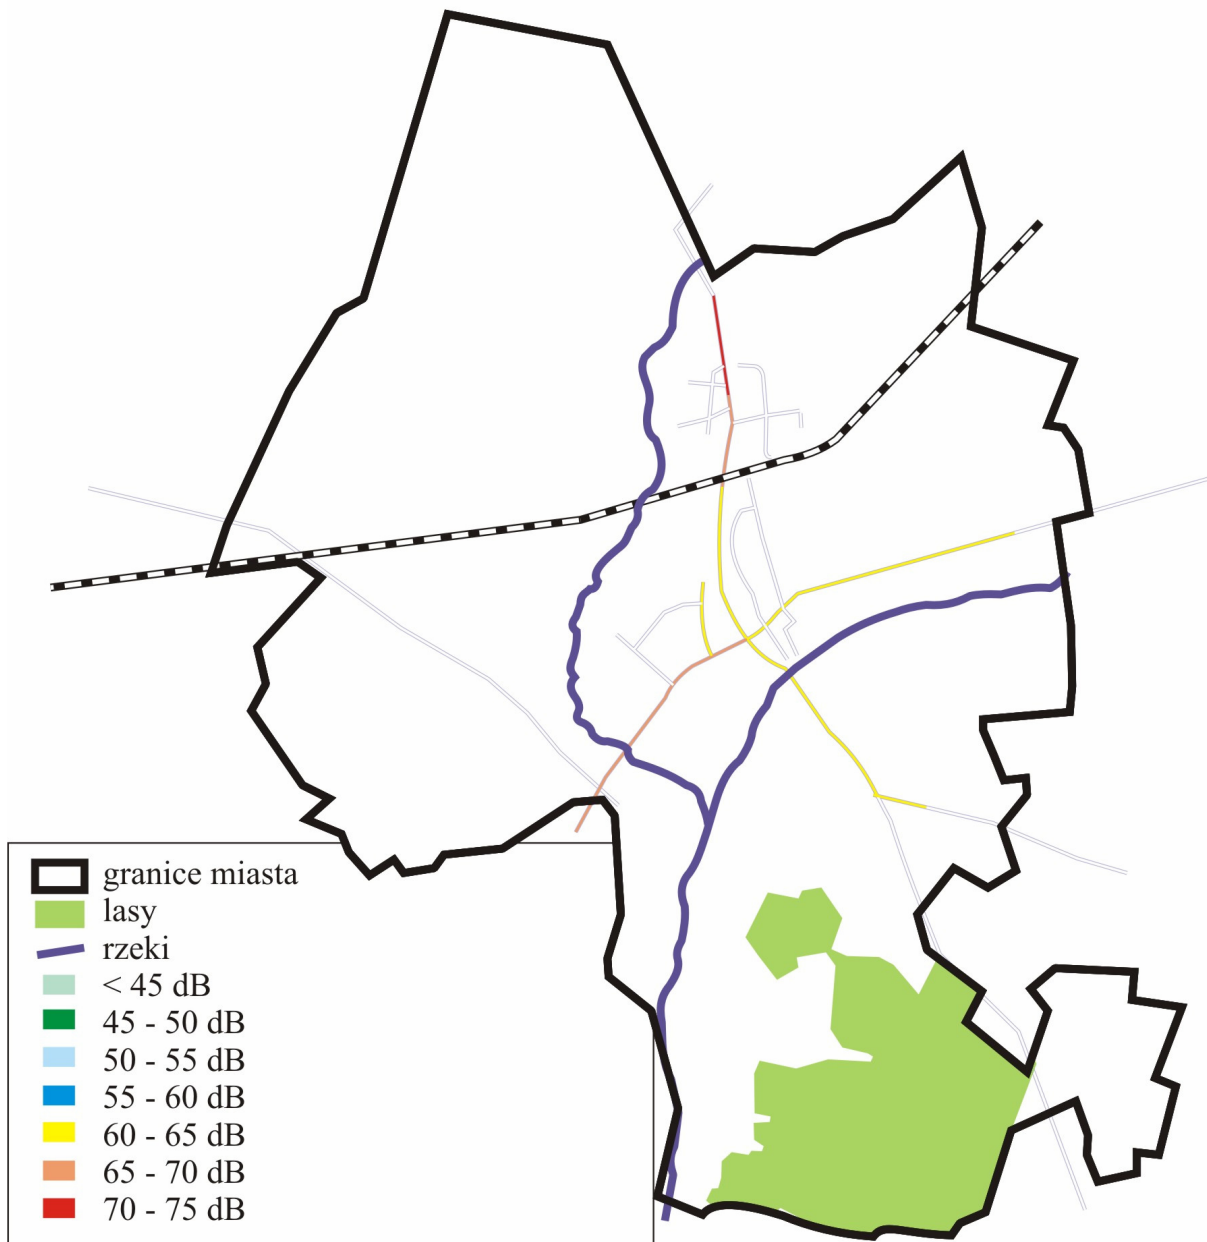 granice miasta
lasy
rzeki
< 45 dB
45 - 50 dB
50 - 55 dB
55 - 60 dB
60 - 65 dB
65 - 70 dB
70 - 75 dB